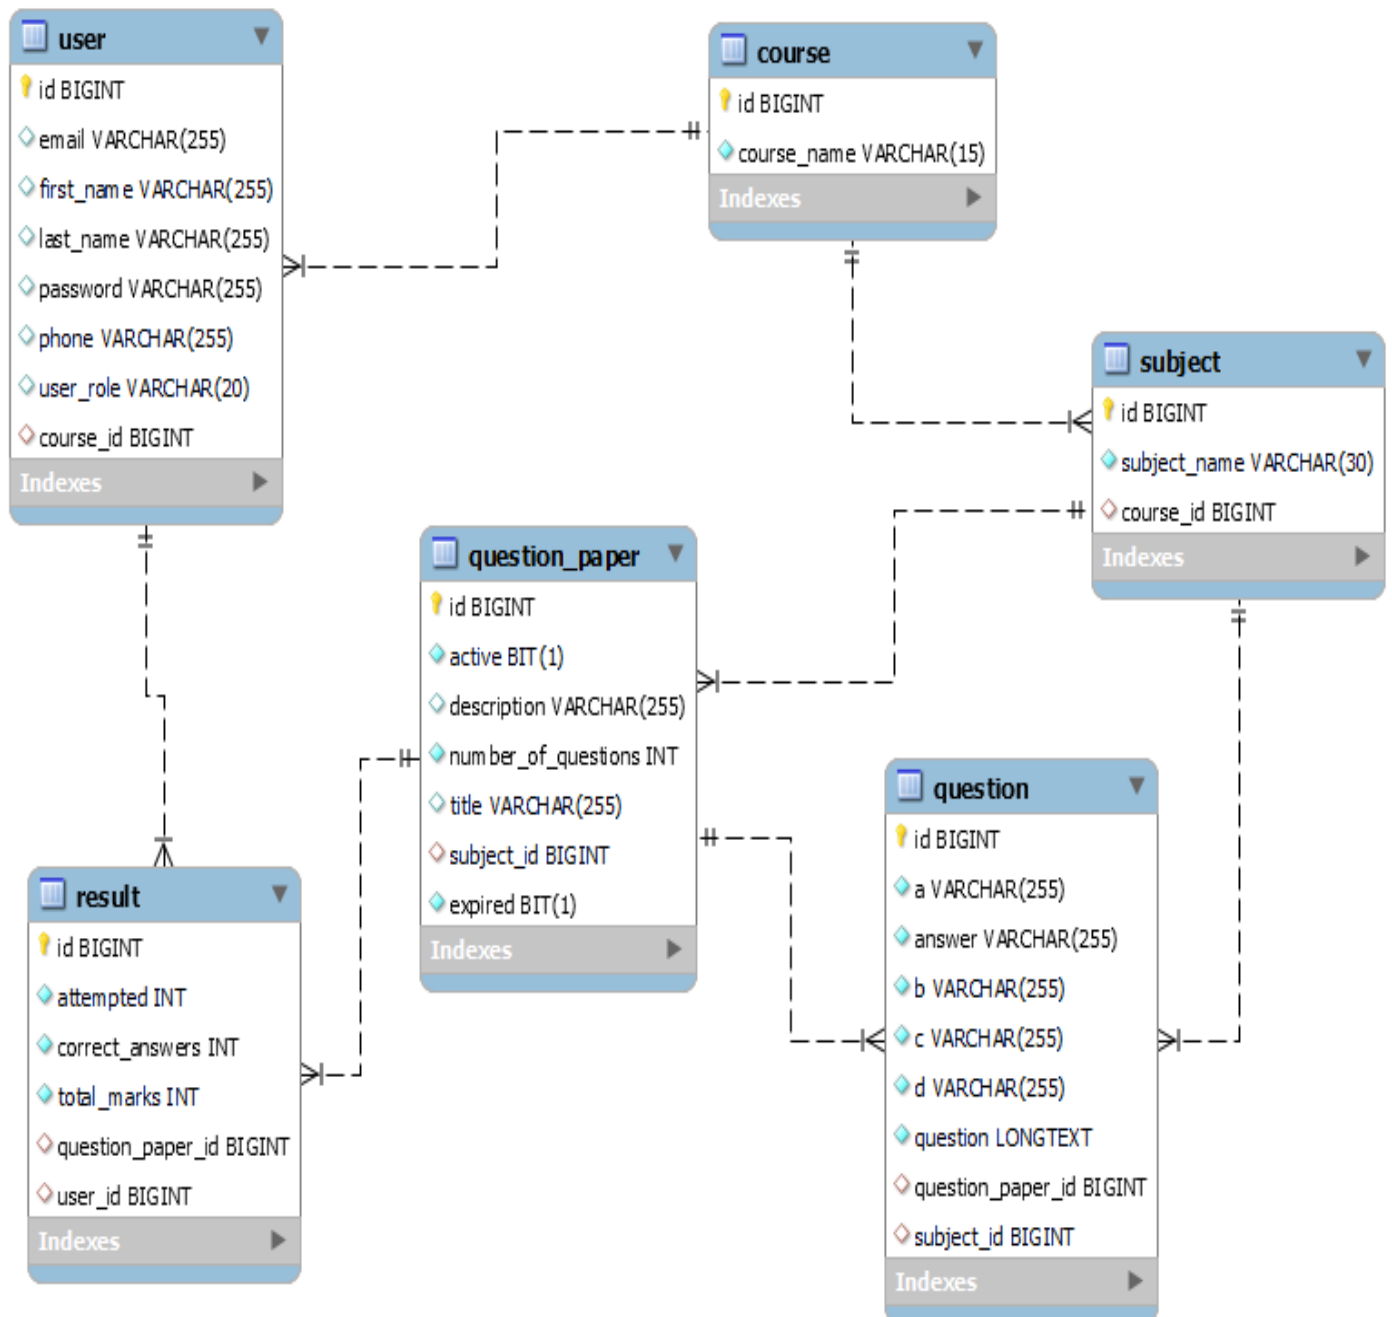 user
id BIGINT
email VARCHAR(255)
first_name VARCHAR(255)
last_name VARCHAR(255)
password VARCHAR(255)
phone VARCHAR(255)
user_role VARCHAR(20)
course_id BIGINT
Indexes
course
id BIGINT
course_name VARCHAR(15)
Indexes
subject
id BIGINT
subject_name VARCHAR(30)
course_id BIGINT
Indexes
question_paper
id BIGINT
active BIT(1)
description VARCHAR(255)
number_of_questions INT
title VARCHAR(255)
subject_id BIGINT
expired BIT(1)
Indexes
question
id BIGINT
a VARCHAR(255)
answer VARCHAR(255)
b VARCHAR(255)
c VARCHAR(255)
d VARCHAR(255)
question LONGTEXT
question_paper_id BIGINT
subject_id BIGINT
Indexes
result
id BIGINT
attempted INT
correct_answers INT
total_marks INT
question_paper_id BIGINT
user_id BIGINT
Indexes